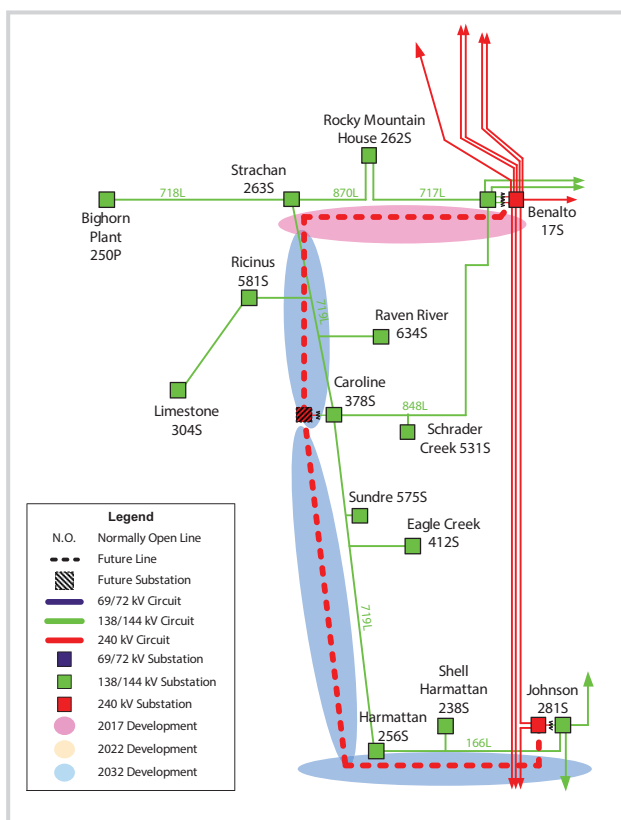 Rocky Mountain
House 262S
Strachan
263S
718L
870L
717L
Bighorn
Plant
250P
Benalto
17S
Ricinus
581S
719L
Raven River
634S
Limestone
304S
Caroline
378S
848L
Schrader
Creek 531S
Sundre 575S
Eagle Creek
412S
719L
Shell
Harmattan
238S
Johnson
281S
Harmattan
256S
166L
Legend
N.O. Normally Open Line
Future Line
Future Substation
69/72 kV Circuit
138/144 kV Circuit
240 kV Circuit
69/72 kV Substation
138/144 kV Substation
240 kV Substation
2017 Development
2022 Development
2032 Development